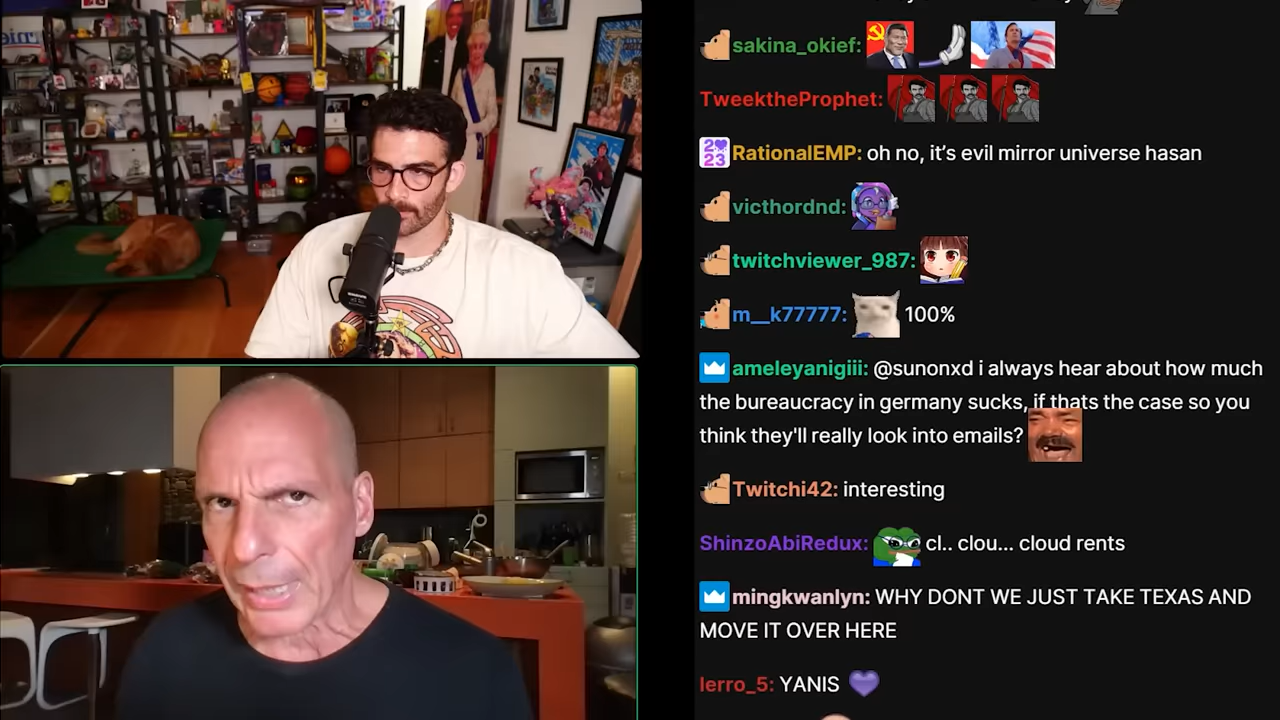 sakina_okief:
TweektheProphet:
RationalEMP: oh no, it’s evil mirror universe hasan
victhordnd:
twitchviewer_987:
m__k77777: 100%
ameleyanigiii: @sunonxd i always hear about how much
the bureaucracy in germany sucks, if thats the case so you
think they'll really look into emails?
Twitchi42: interesting
ShinzoAbiRedux: cl.. clou... cloud rents
mingkwanlyn: WHY DONT WE JUST TAKE TEXAS AND
MOVE IT OVER HERE
lerro_5: YANIS